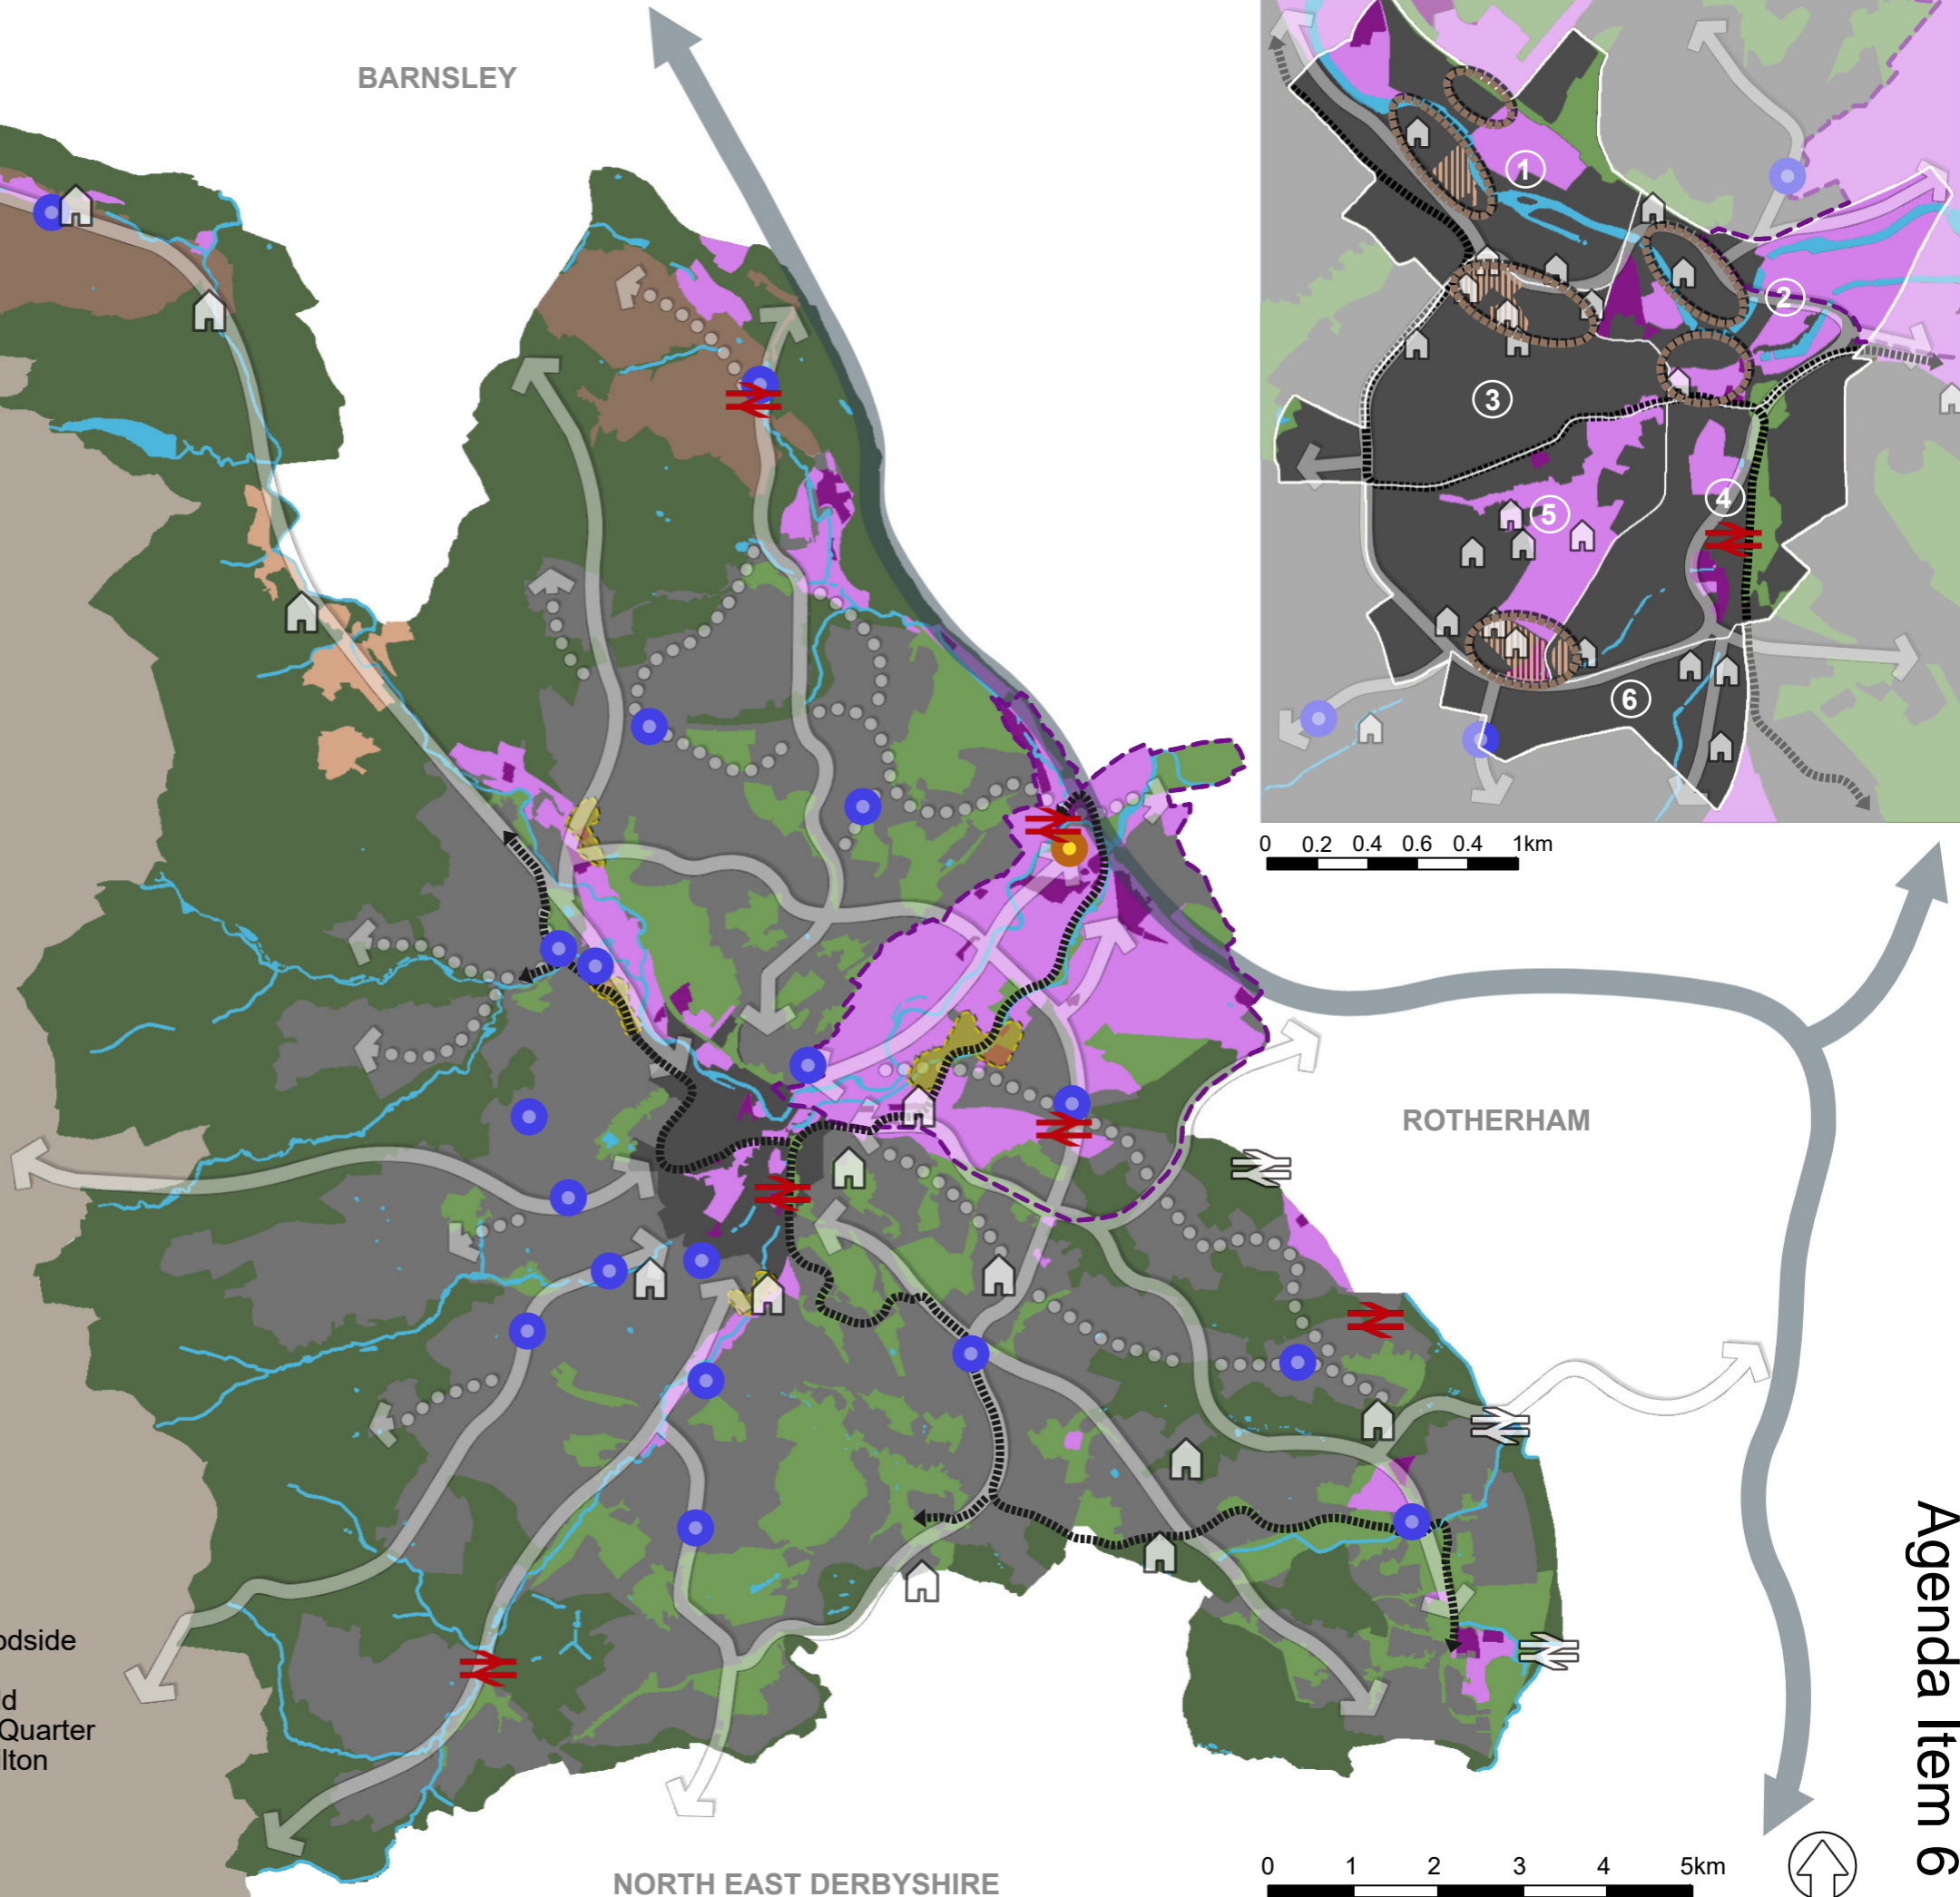 BARNSLEY
1
2
3
4
5
6
0 0.2 0.4 0.6 0.4 1km
ROTHERHAM
Agenda Item 6
odside
ld
Quarter
lton
NORTH EAST DERBYSHIRE
0 1 2 3 4 5km